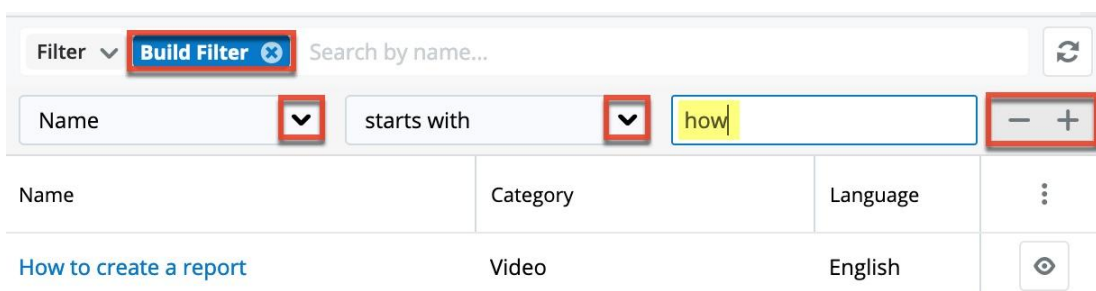 Filter Build Filter Search by name...
Name starts with how
Name Category Language
How to create a report Video English